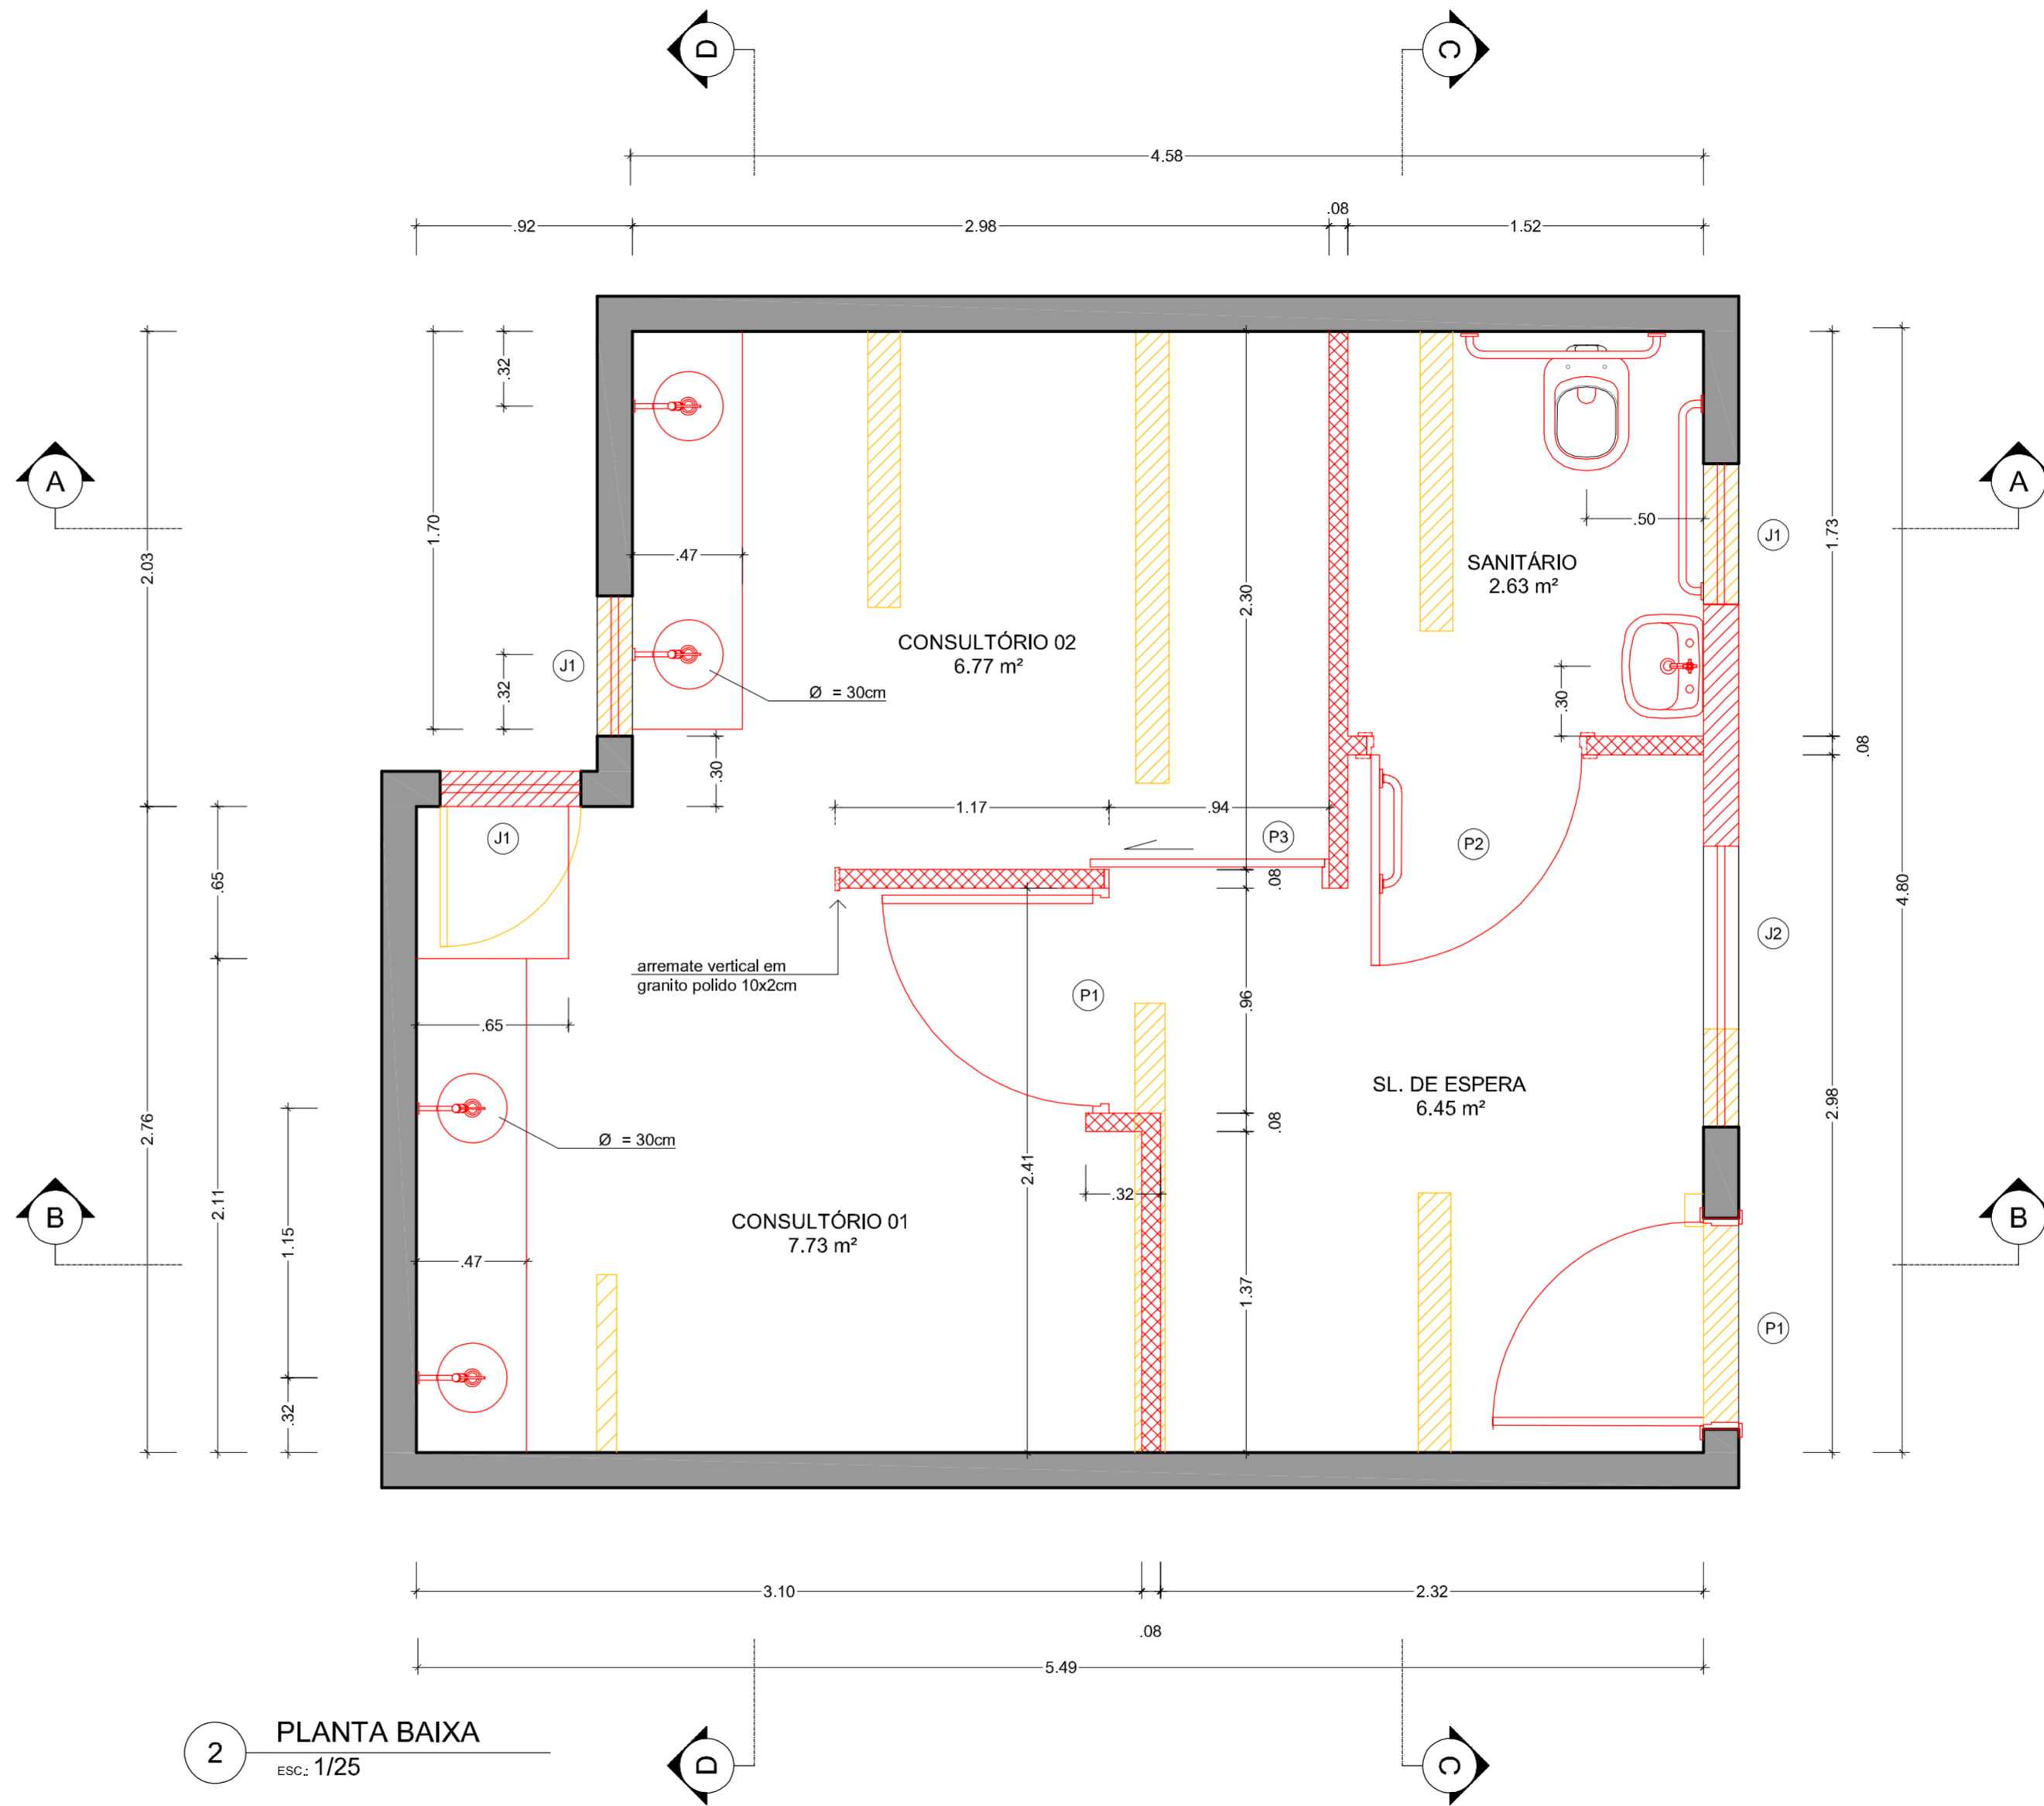 D
C
4.58
.08
.92
2.98
1.52
.32
A
A
1.70
2.03
.47
.50
1.73
J1
SANITÁRIO
2.63 m²
2.30
CONSULTÓRIO 02
6.77 m²
J1
.32
Ø = 30cm
.30
.08
.30
1.17
.94
J1
P3
P2
.65
.08
4.80
J2
arremate vertical em
granito polido 10x2cm
P1
.96
.65
SL. DE ESPERA
6.45 m²
2.76
Ø = 30cm
.08
2.98
2.41
.32
2.11
B
B
1.15
CONSULTÓRIO 01
7.73 m²
.47
1.37
P1
.32
3.10
2.32
.08
5.49
2
PLANTA BAIXA
ESC.: 1/25
D
C